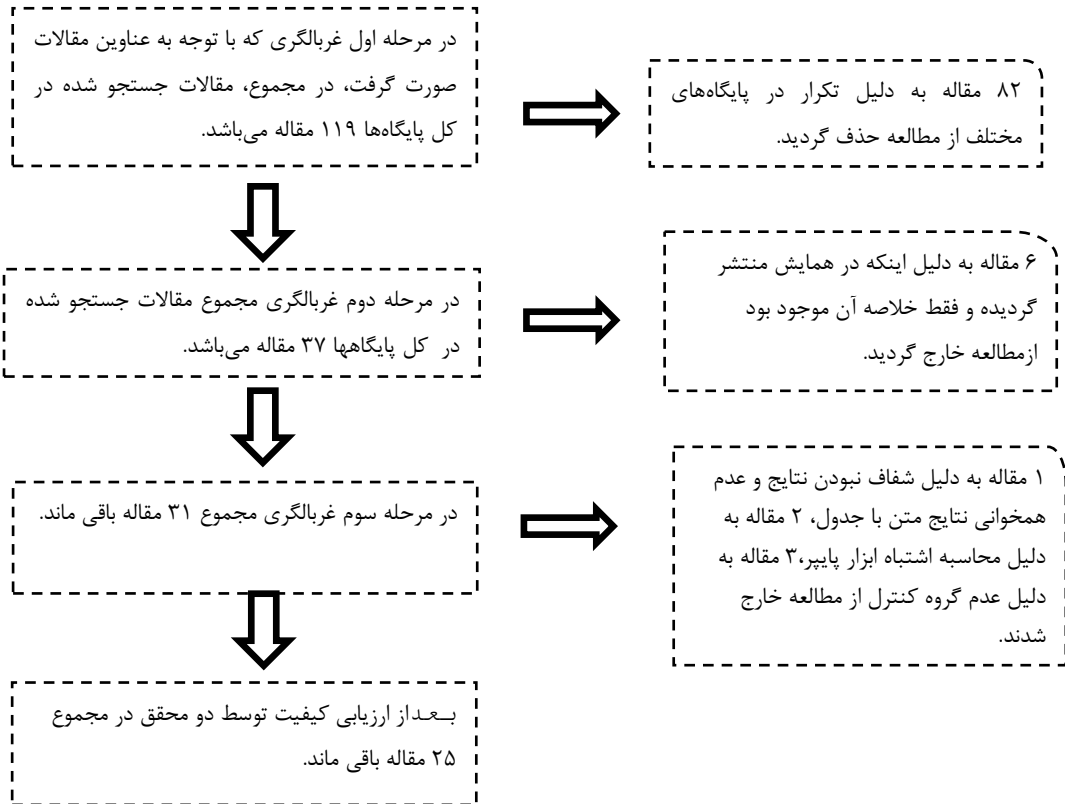 در مرحله اول غربالگری که با توجه به عناوین مقالات
صورت گرفت، در مجموع، مقالات جستجو شده در
کل پایگاه‌ها ۱۱۹ مقاله می‌باشد.
۸۲ مقاله به دلیل تکرار در پایگاه‌های
مختلف از مطالعه حذف گردید.
در مرحله دوم غربالگری مجموع مقالات جستجو شده
در کل پایگاهها ۳۷ مقاله می‌باشد.
۶ مقاله به دلیل اینکه در همایش منتشر
گردیده و فقط خلاصه آن موجود بود
ازمطالعه خارج گردید.
در مرحله سوم غربالگری مجموع ۳۱ مقاله باقی ماند.
۱ مقاله به دلیل شفاف نبودن نتایج و عدم
همخوانی نتایج متن با جدول، ۲ مقاله به
دلیل محاسبه اشتباه ابزار پایپر،۳ مقاله به
دلیل عدم گروه کنترل از مطالعه خارج
شدند.
بـعـداز ارزیابی کیفیت توسط دو محقق در مجموع
۲۵ مقاله باقی ماند.